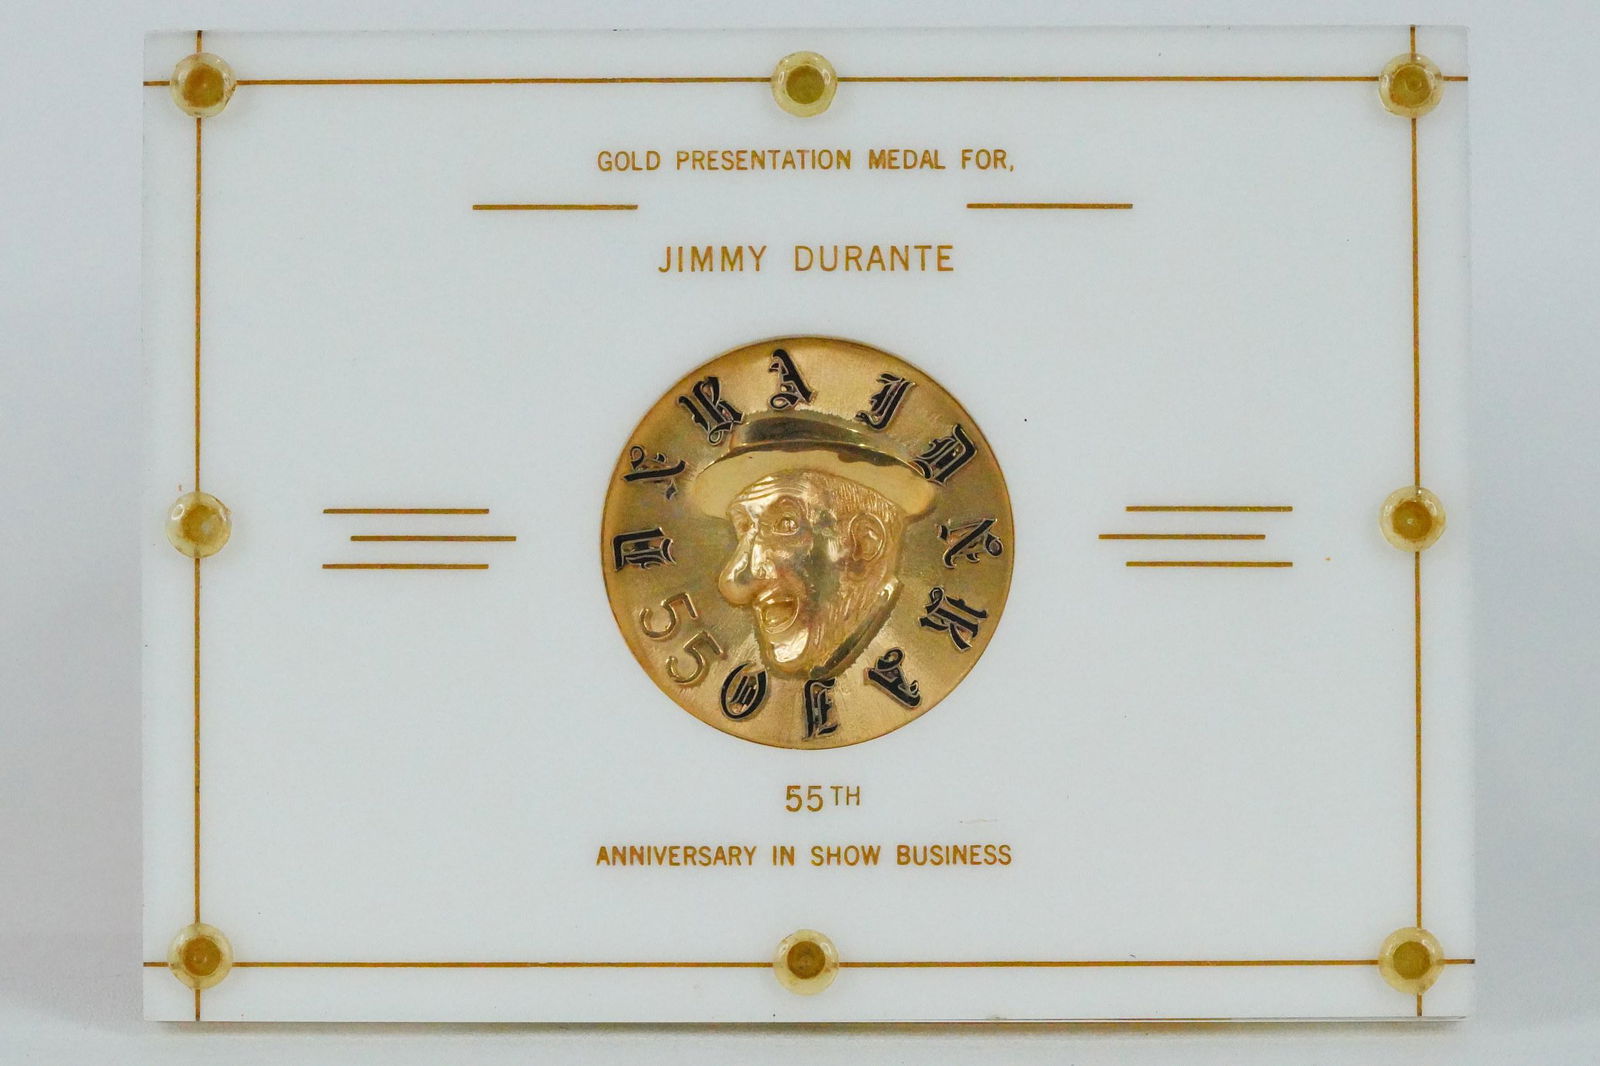 GOLD PRESENTATION MEDAL FOR,
JIMMY DURANTE
55
55TH
ANNIVERSARY IN SHOW BUSINESS